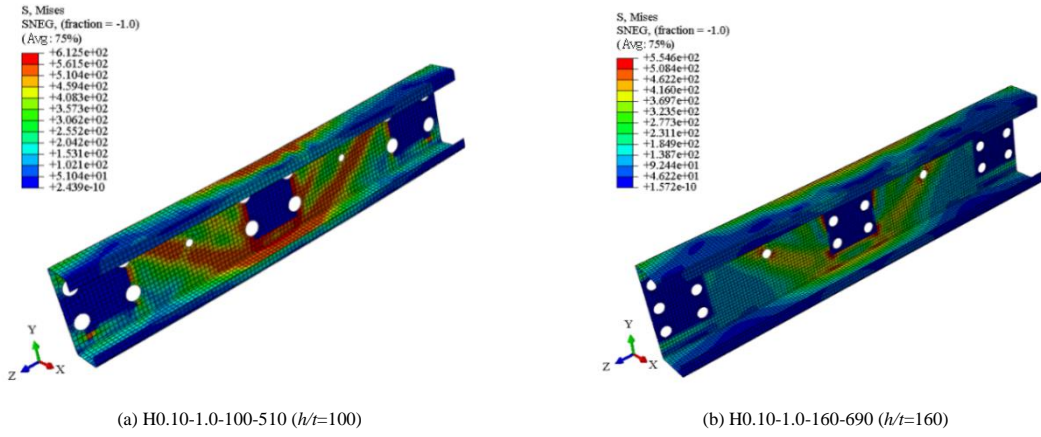 S, Mises
SNEG, (fraction = -1.0)
(Avg: 75%)
+6.125e+02
+5.615e+02
+5.104e+02
+4.594e+02
+4.083e+02
+3.573e+02
+3.062e+02
+2.552e+02
+2.042e+02
+1.531e+02
+1.021e+02
+5.104e+01
+2.439e-10
Y
Z X
(a) H0.10-1.0-100-510 (h/t=100)
S, Mises
SNEG, (fraction = -1.0)
(Avg: 75%)
+5.546e+02
+5.084e+02
+4.622e+02
+4.160e+02
+3.697e+02
+3.235e+02
+2.773e+02
+2.311e+02
+1.849e+02
+1.387e+02
+9.244e+01
+4.622e+01
+1.572e-10
Y
Z X
(b) H0.10-1.0-160-690 (h/t=160)